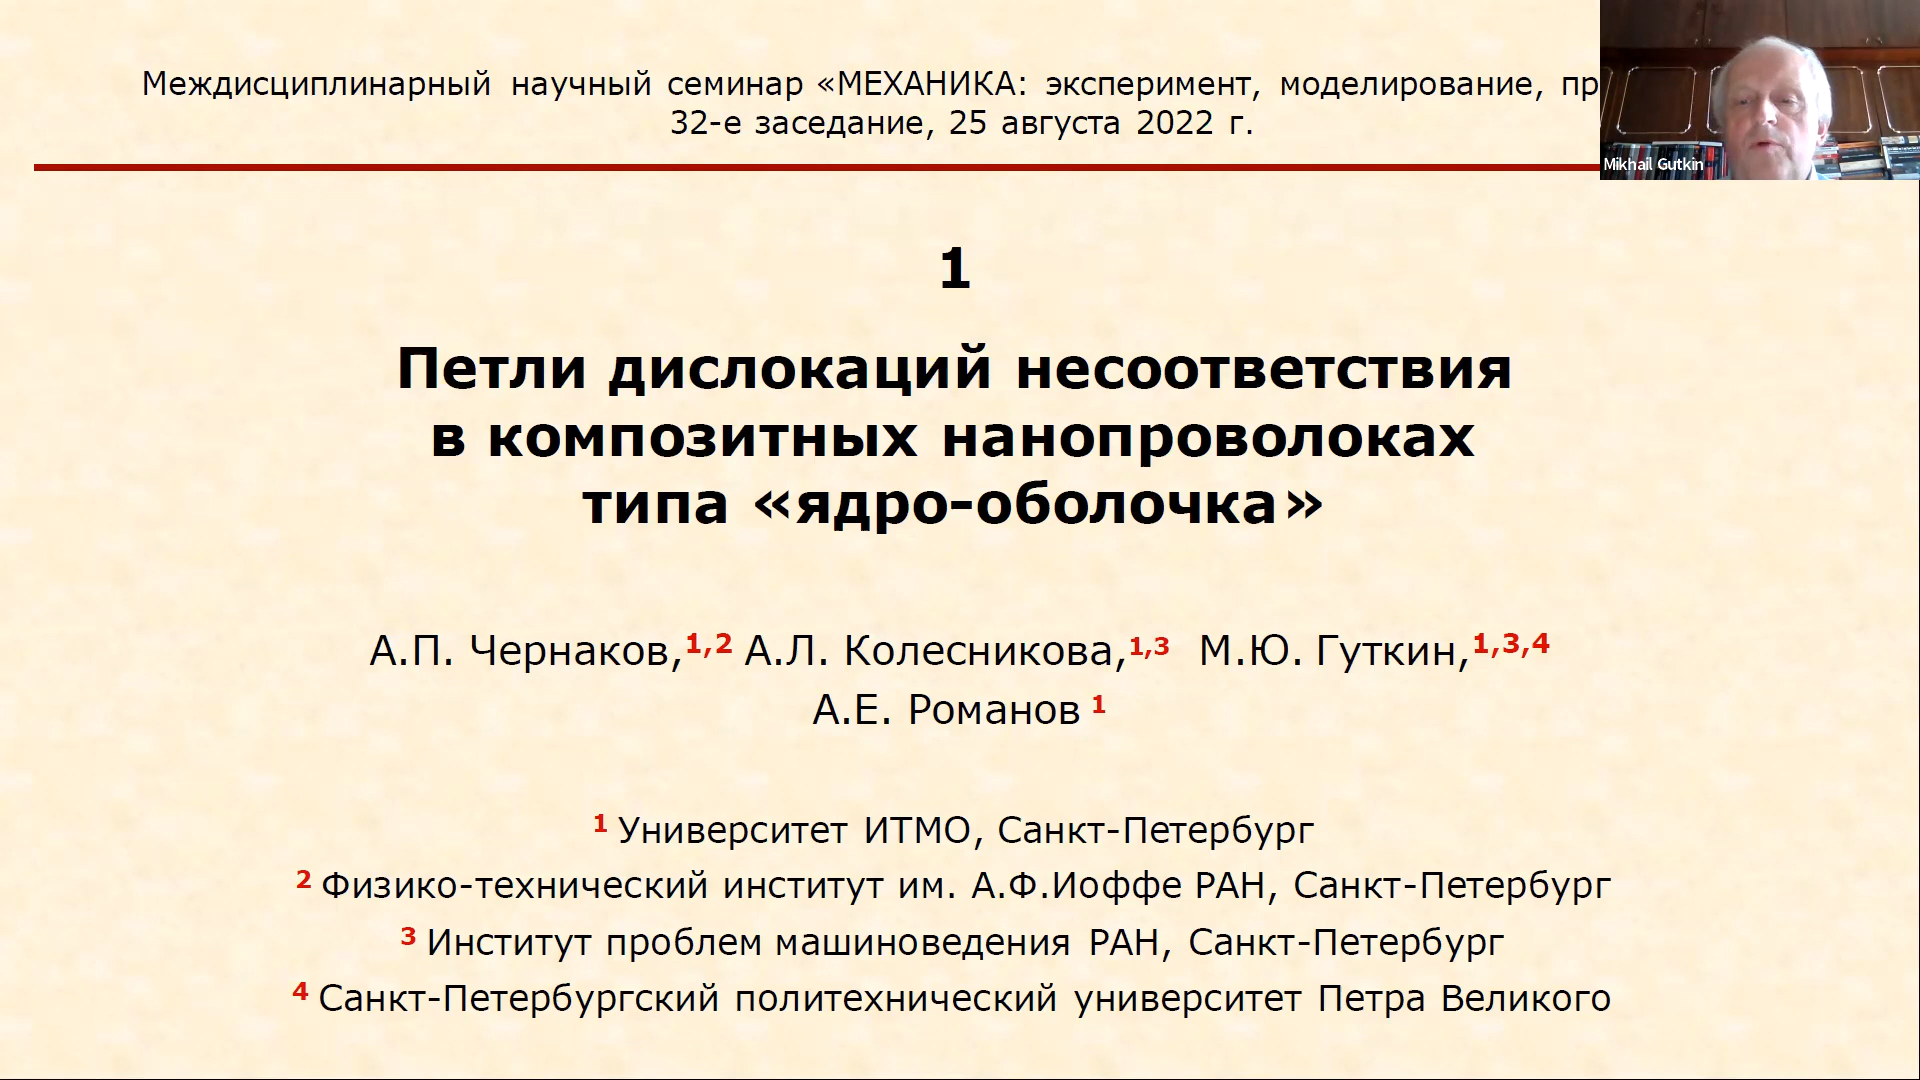 Междисциплинарный научный семинар «МЕХАНИКА: эксперимент, моделирование,
32-е заседание, 25 августа 2022 г.
Mikhail Gutkin
1
Петли дислокаций несоответствия
в композитных нанопроволоках
типа «ядро-оболочка»
А.П. Чернаков,1,2 А.Л. Колесникова,1,3 М.Ю. Гуткин,1,3,4
А.Е. Романов 1
1 Университет ИТМО, Санкт-Петербург
2 Физико-технический институт им. А.Ф.Иоффе РАН, Санкт-Петербург
3 Институт проблем машиноведения РАН, Санкт-Петербург
4 Санкт-Петербургский политехнический университет Петра Великого